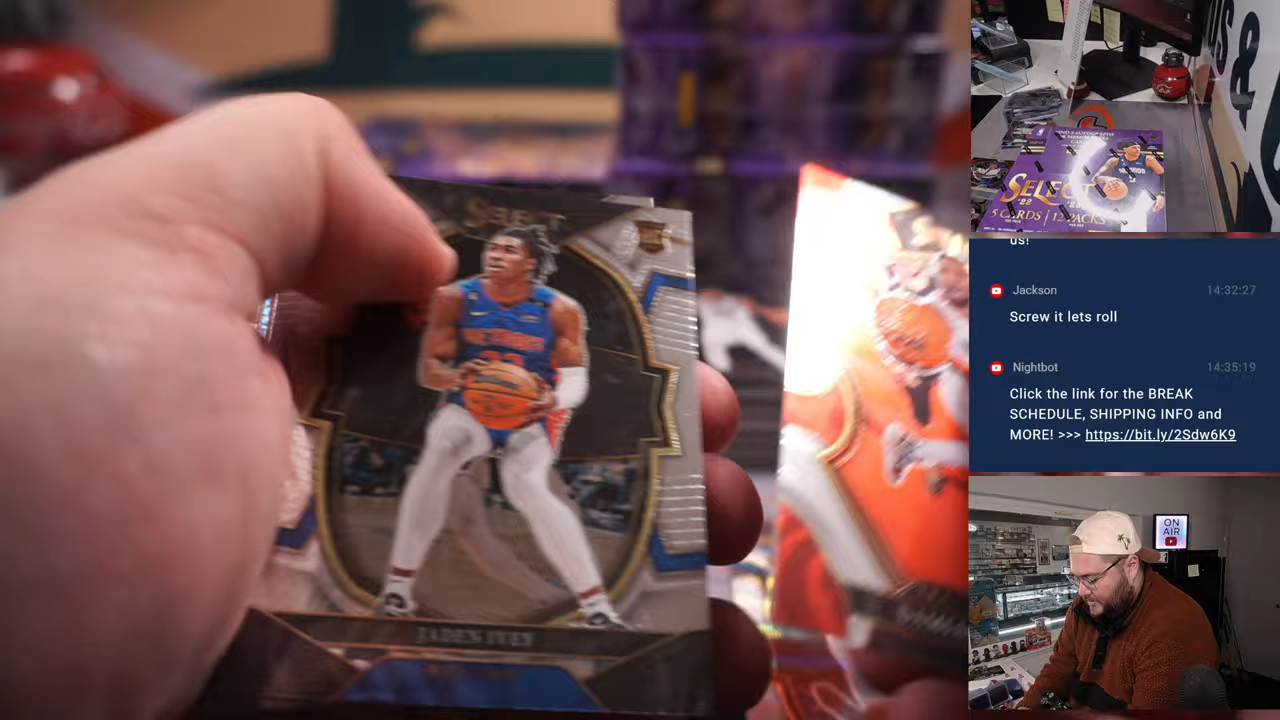 SELECT
DETROIT
JADEN IVEY
US &
SELECT
5 CARDS | 12 PACKS
us!
Jackson 14:32:27
Screw it lets roll
Nightbot 14:35:19
Click the link for the BREAK
SCHEDULE, SHIPPING INFO and
MORE! >>> https://bit.ly/2Sdw6K9
ON
AIR